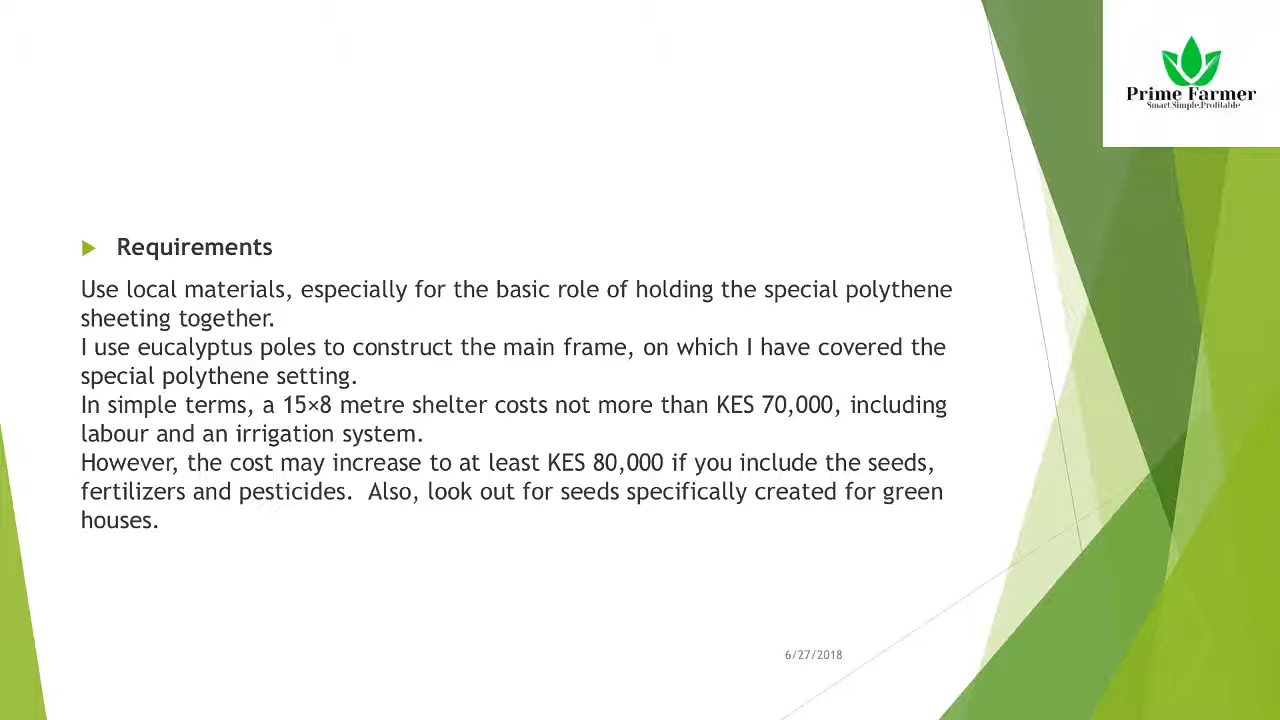 Prime Farmer
Smart.Simple.Profitable
Requirements
Use local materials, especially for the basic role of holding the special polythene
sheeting together.
I use eucalyptus poles to construct the main frame, on which I have covered the
special polythene setting.
In simple terms, a 15×8 metre shelter costs not more than KES 70,000, including
labour and an irrigation system.
However, the cost may increase to at least KES 80,000 if you include the seeds,
fertilizers and pesticides.  Also, look out for seeds specifically created for green
houses.
6/27/2018